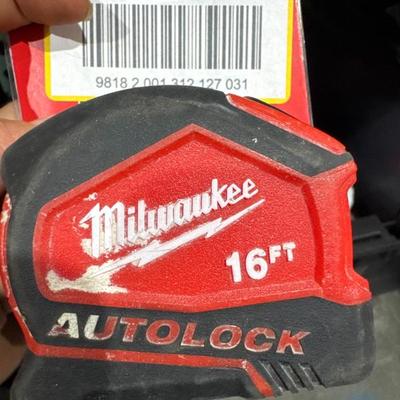 9818 2 001 312 127 031
Milwaukee
16FT
AUTOLOCK